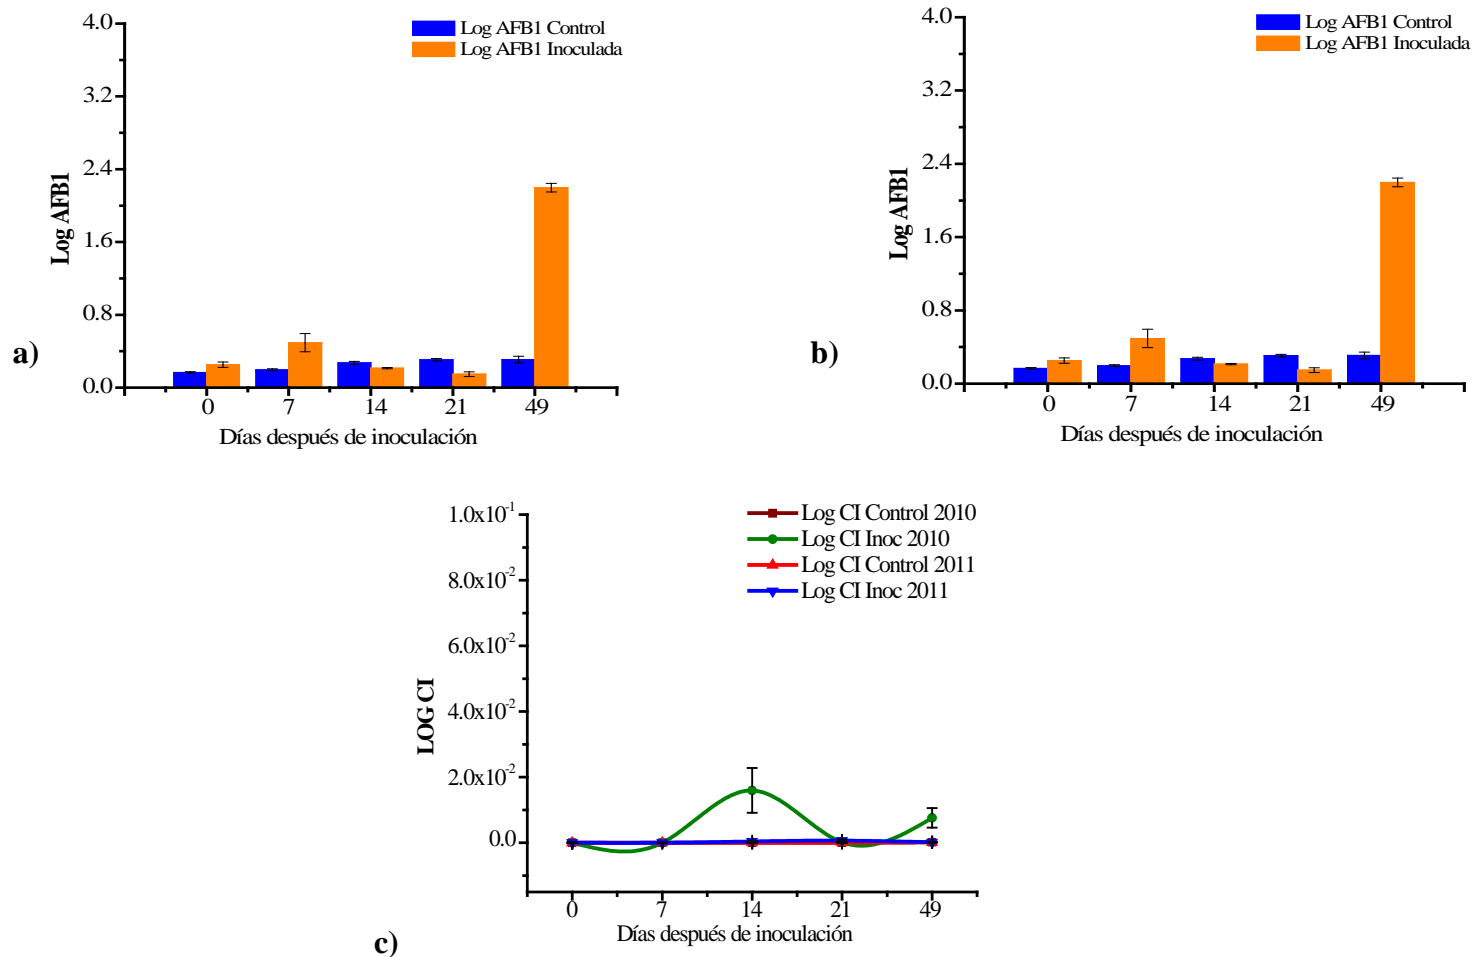 4.0
Log AFB1 Control
Log AFB1 Inoculada
3.2
2.4
1.6
0.8
0.0
Log AFB1
0 7 14 21 49
Días después de inoculación
a)
4.0
Log AFB1 Control
Log AFB1 Inoculada
3.2
2.4
1.6
0.8
0.0
Log AFB1
0 7 14 21 49
Días después de inoculación
b)
Log CI Control 2010
Log CI Inoc 2010
Log CI Control 2011
Log CI Inoc 2011
1.0x10⁻¹
8.0x10⁻²
6.0x10⁻²
4.0x10⁻²
2.0x10⁻²
0.0
LOG CI
0 7 14 21 49
Días después de inoculación
c)